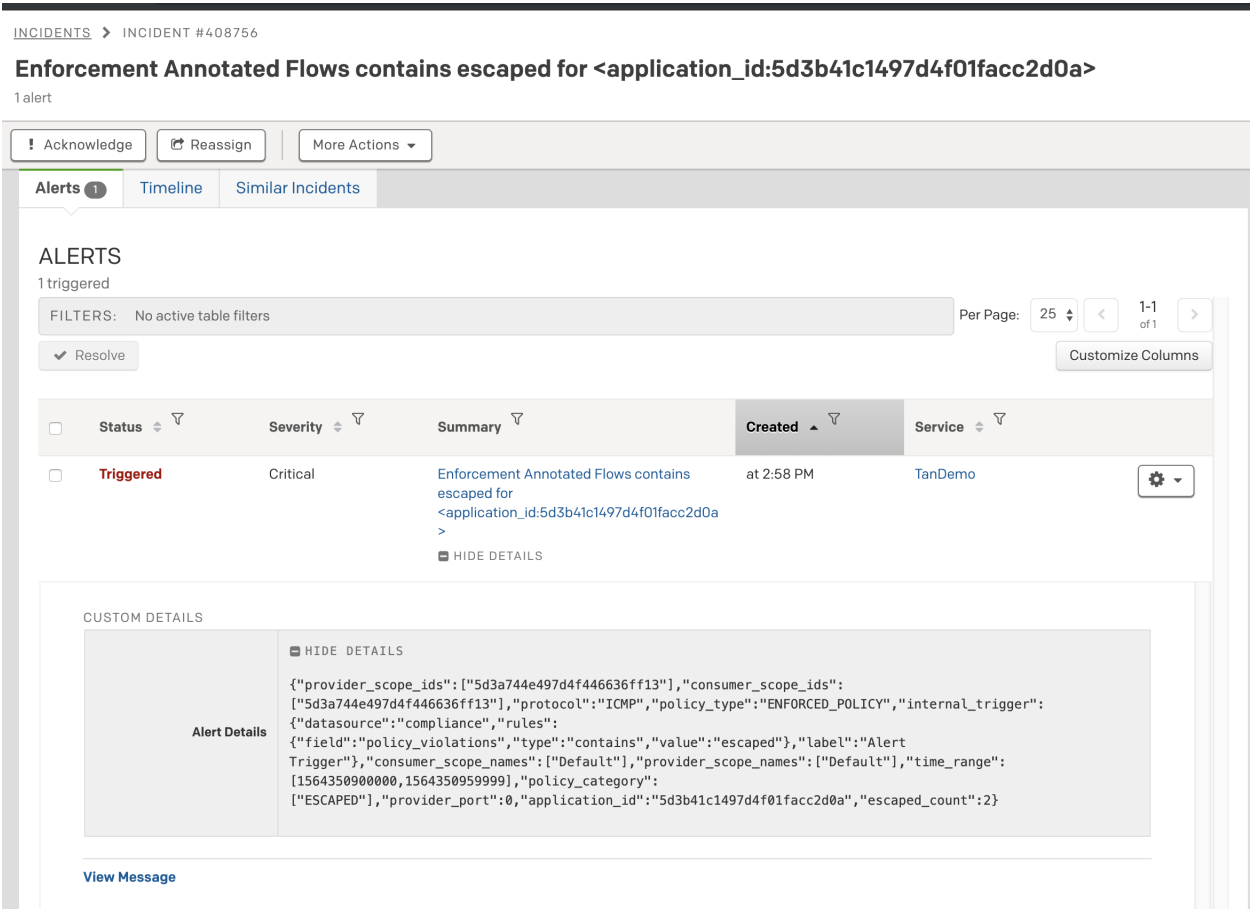 INCIDENTS > INCIDENT #408756
Enforcement Annotated Flows contains escaped for <application_id:5d3b41c1497d4f01facc2d0a>
1 alert
! Acknowledge Reassign More Actions
Alerts 1 Timeline Similar Incidents
ALERTS
1 triggered
FILTERS: No active table filters Per Page: 25 < 1-1 >
of 1
Resolve Customize Columns
Status Severity Summary Created Service
Triggered Critical Enforcement Annotated Flows contains at 2:58 PM TanDemo
escaped for
<application_id:5d3b41c1497d4f01facc2d0a
>
HIDE DETAILS
CUSTOM DETAILS
HIDE DETAILS
{"provider_scope_ids":["5d3a744e497d4f446636ff13"],"consumer_scope_ids":
["5d3a744e497d4f446636ff13"],"protocol":"ICMP","policy_type":"ENFORCED_POLICY","internal_trigger":
{"datasource":"compliance","rules":
Alert Details
{"field":"policy_violations","type":"contains","value":"escaped"},"label":"Alert
Trigger"},"consumer_scope_names":["Default"],"provider_scope_names":["Default"],"time_range":
[1564350900000,1564350959999],"policy_category":
["ESCAPED"],"provider_port":0,"application_id":"5d3b41c1497d4f01facc2d0a","escaped_count":2}
View Message